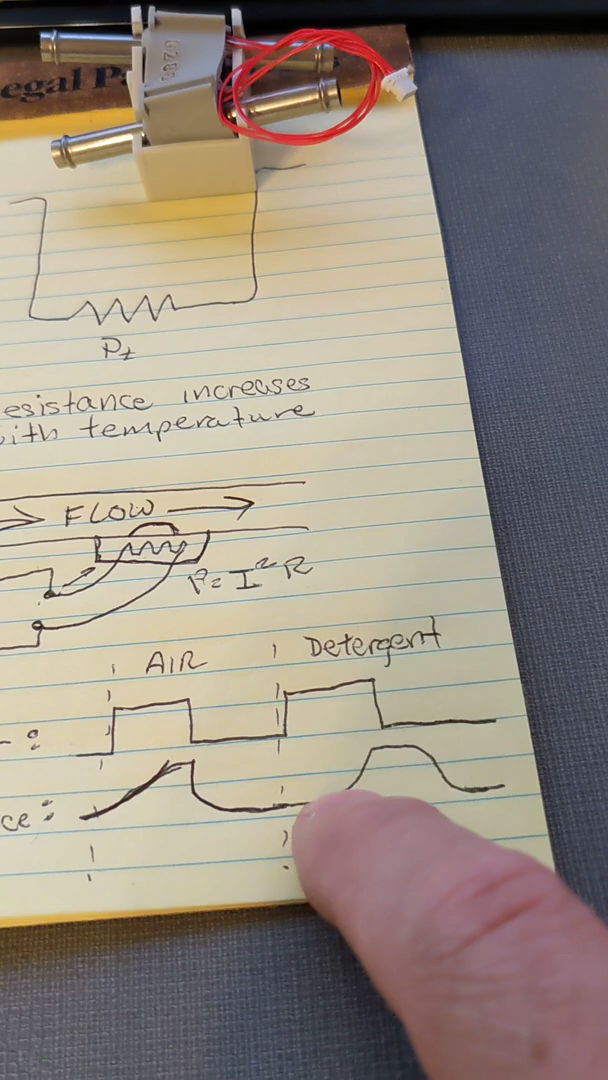 egal Pa
Pt
esistance increases
ith temperature
FLOW
P=I²R
AIR
Detergent
ce: